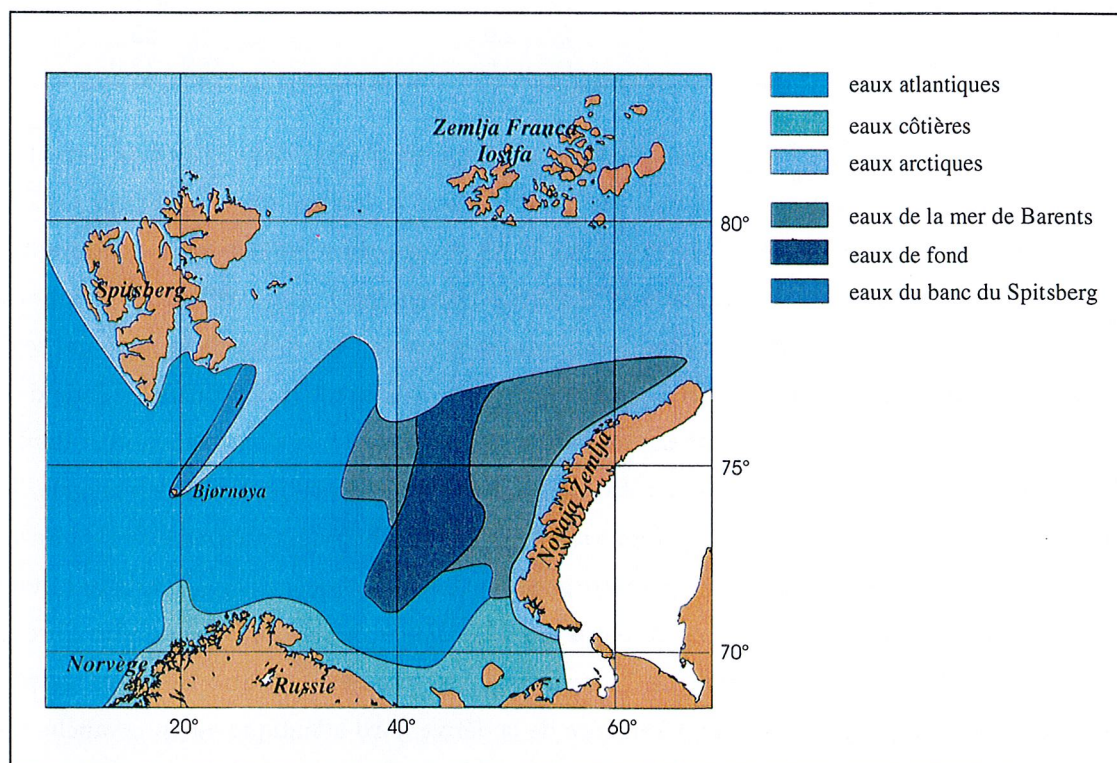 Zemlja Franca
Iosifa
Spitsberg
Bjørnøya
Novaja Zemlja
Norvège
Russie
80°
75°
70°
20°
40°
60°
eaux atlantiques
eaux côtières
eaux arctiques
eaux de la mer de Barents
eaux de fond
eaux du banc du Spitsberg